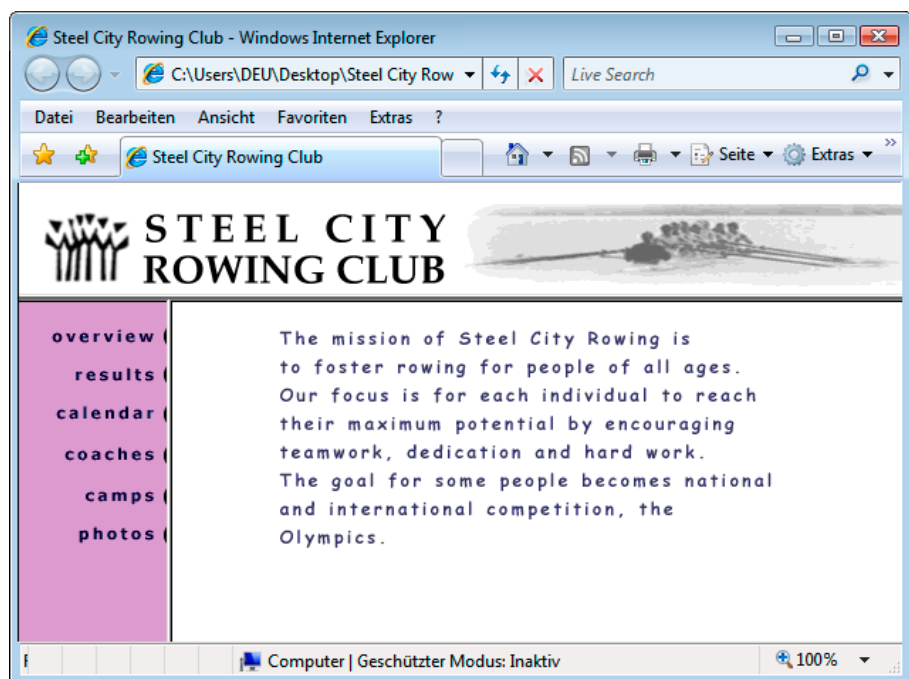 Steel City Rowing Club - Windows Internet Explorer
C:\Users\DEU\Desktop\Steel City Row
Live Search
Datei Bearbeiten Ansicht Favoriten Extras ?
Steel City Rowing Club
Seite
Extras
»
STEEL CITY
ROWING CLUB
overview (
results (
calendar (
coaches (
camps (
photos (
The mission of Steel City Rowing is
to foster rowing for people of all ages.
Our focus is for each individual to reach
their maximum potential by encouraging
teamwork, dedication and hard work.
The goal for some people becomes national
and international competition, the
Olympics.
Computer | Geschützter Modus: Inaktiv
100%